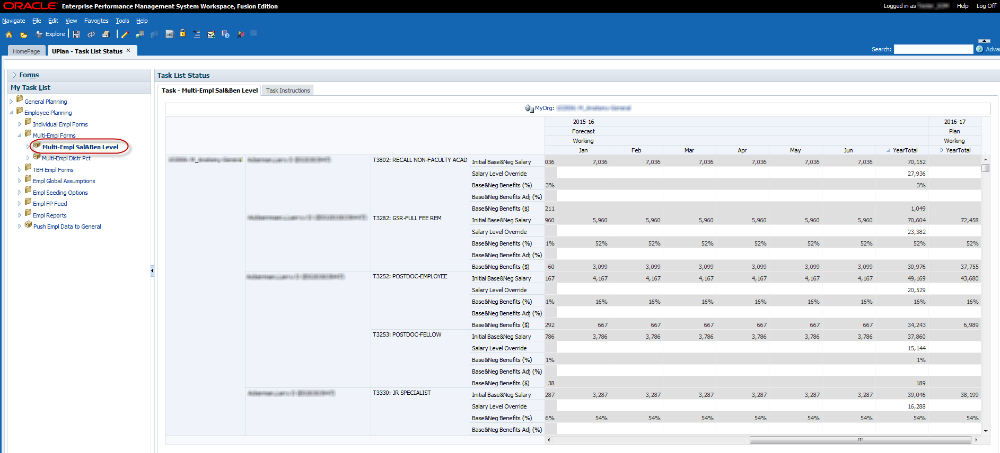 ORACLE Enterprise Performance Management System Workspace, Fusion Edition
Logged in as Help Log Off
Navigate File Edit View Favorites Tools Help
Explore
HomePage UPlan - Task List Status
Search: Advan
Forms
My Task List
General Planning
Employee Planning
Individual Empl Forms
Multi-Empl Forms
Multi-Empl Sal&Ben Level
Multi-Empl Distr Pct
TBH Empl Forms
Empl Global Assumptions
Empl Seeding Options
Empl FP Feed
Empl Reports
Push Empl Data to General
Task List Status
Task - Multi-Empl Sal&Ben Level Task Instructions
MyOrg:
2015-16 2016-17
Forecast Plan
Working Working
Jan Feb Mar Apr May Jun YearTotal YearTotal
T3802: RECALL NON-FACULTY ACAD Initial Base&Neg Salary 036 7,036 7,036 7,036 7,036 7,036 7,036 70,152
Salary Level Override 27,936
Base&Neg Benefits (%) 3% 3%
Base&Neg Benefits Adj (%)
Base&Neg Benefits ($) 211 1,049
T3282: GSR-FULL FEE REM Initial Base&Neg Salary 960 5,960 5,960 5,960 5,960 5,960 5,960 70,604 72,458
Salary Level Override 23,382
Base&Neg Benefits (%) 1% 52% 52% 52% 52% 52% 52% 52% 52%
Base&Neg Benefits Adj (%)
Base&Neg Benefits ($) 60 3,099 3,099 3,099 3,099 3,099 3,099 30,976 37,755
T3252: POSTDOC-EMPLOYEE Initial Base&Neg Salary 167 4,167 4,167 4,167 4,167 4,167 4,167 49,169 43,680
Salary Level Override 20,529
Base&Neg Benefits (%) 1% 16% 16% 16% 16% 16% 16% 16% 16%
Base&Neg Benefits Adj (%)
Base&Neg Benefits ($) 292 667 667 667 667 667 667 34,243 6,989
T3253: POSTDOC-FELLOW Initial Base&Neg Salary 786 3,786 3,786 3,786 3,786 3,786 3,786 37,860
Salary Level Override 15,144
Base&Neg Benefits (%) 1% 1%
Base&Neg Benefits Adj (%)
Base&Neg Benefits ($) 38 189
T3330: JR SPECIALIST Initial Base&Neg Salary 287 3,287 3,287 3,287 3,287 3,287 3,287 39,046 38,199
Salary Level Override 16,288
Base&Neg Benefits (%) 6% 54% 54% 54% 54% 54% 54% 54% 54%
Base&Neg Benefits Adj (%)